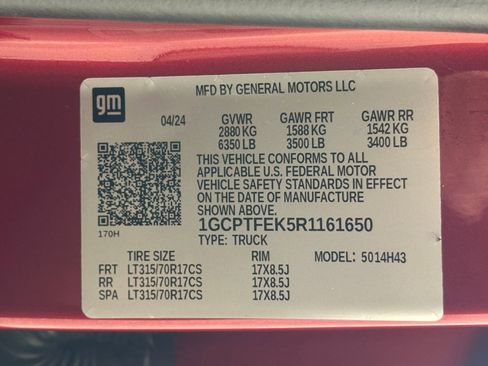 gm
MFD BY GENERAL MOTORS LLC
04/24 GVWR GAWR FRT GAWR RR
2880 KG 1588 KG 1542 KG
6350 LB 3500 LB 3400 LB
THIS VEHICLE CONFORMS TO ALL
APPLICABLE U.S. FEDERAL MOTOR
VEHICLE SAFETY STANDARDS IN EFFECT
ON THE DATE OF MANUFACTURE
SHOWN ABOVE.
170H
1GCPTFEK5R1161650
TYPE: TRUCK
TIRE SIZE RIM MODEL: 5014H43
FRT LT315/70R17CS 17X8.5J
RR LT315/70R17CS 17X8.5J
SPA LT315/70R17CS 17X8.5J